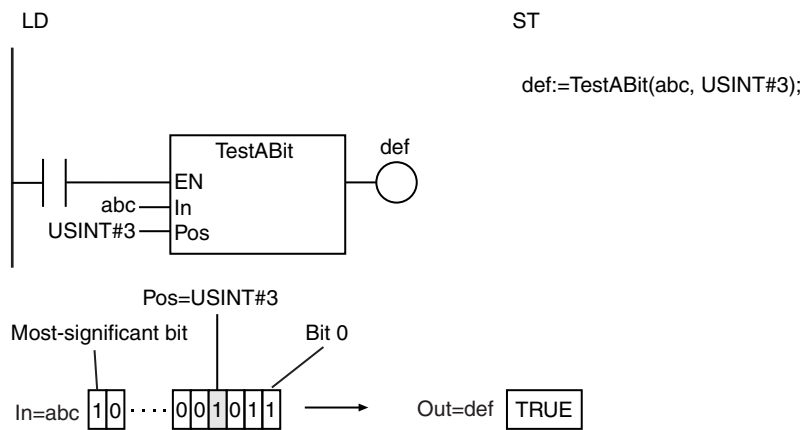 LD
ST
def:=TestABit(abc, USINT#3);
TestABit
def
EN
abc
In
USINT#3
Pos
Pos=USINT#3
Most-significant bit
Bit 0
In=abc
1 0 . . . . 0 0 1 0 1 1
Out=def
TRUE